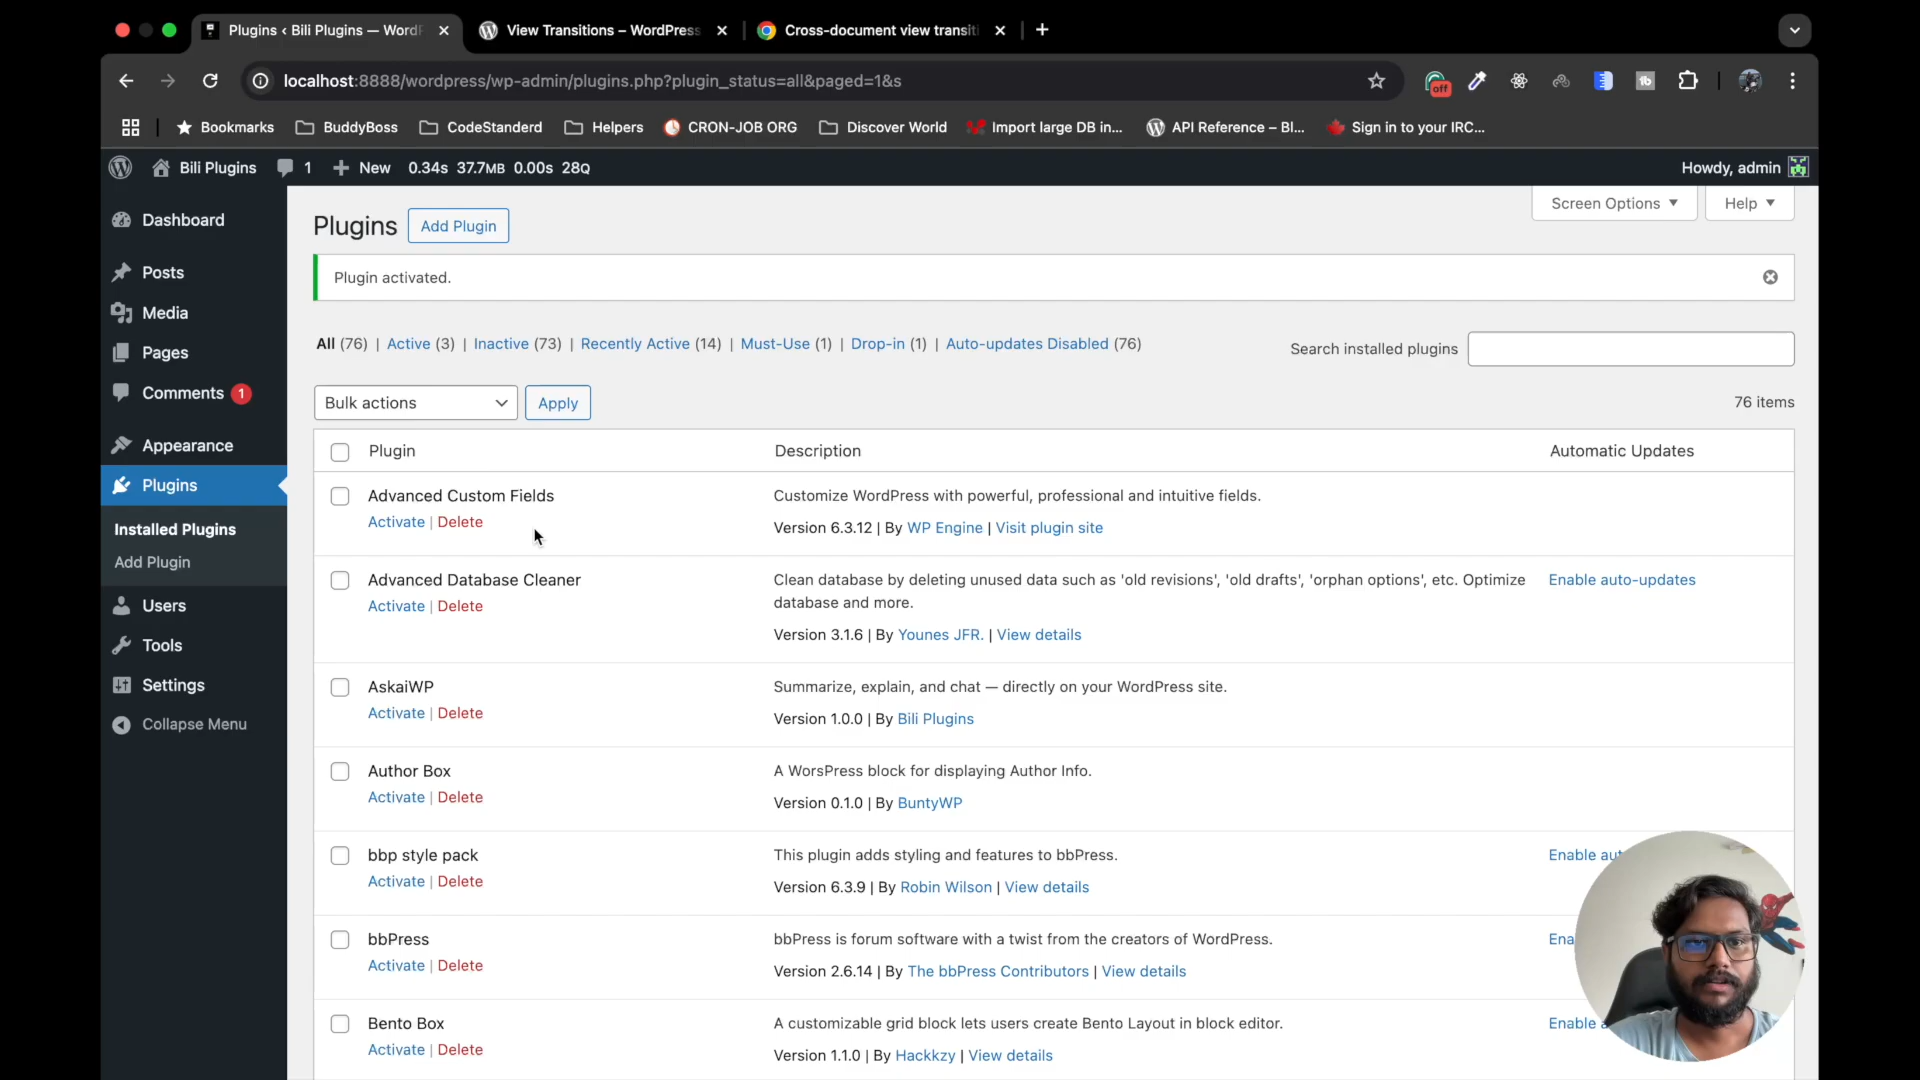 Plugins ‹ Bili Plugins — WordP
View Transitions – WordPress
Cross-document view transiti
localhost:8888/wordpress/wp-admin/plugins.php?plugin_status=all&paged=1&s
off
tb
Bookmarks
BuddyBoss
CodeStanderd
Helpers
CRON-JOB ORG
Discover World
Import large DB in...
API Reference – Bl...
Sign in to your IRC...
Bili Plugins
1
New
0.34s 37.7MB 0.00s 28Q
Howdy, admin
Dashboard
Posts
Media
Pages
Comments 1
Appearance
Plugins
Installed Plugins
Add Plugin
Users
Tools
Settings
Collapse Menu
Screen Options
Help
Plugins
Add Plugin
Plugin activated.
All (76) | Active (3) | Inactive (73) | Recently Active (14) | Must-Use (1) | Drop-in (1) | Auto-updates Disabled (76)
Search installed plugins
Bulk actions
Apply
76 items
Plugin
Description
Automatic Updates
Advanced Custom Fields
Activate | Delete
Customize WordPress with powerful, professional and intuitive fields.
Version 6.3.12 | By WP Engine | Visit plugin site
Advanced Database Cleaner
Activate | Delete
Clean database by deleting unused data such as 'old revisions', 'old drafts', 'orphan options', etc. Optimize
database and more.
Version 3.1.6 | By Younes JFR. | View details
Enable auto-updates
AskaiWP
Activate | Delete
Summarize, explain, and chat — directly on your WordPress site.
Version 1.0.0 | By Bili Plugins
Author Box
Activate | Delete
A WorsPress block for displaying Author Info.
Version 0.1.0 | By BuntyWP
bbp style pack
Activate | Delete
This plugin adds styling and features to bbPress.
Version 6.3.9 | By Robin Wilson | View details
Enable aut
bbPress
Activate | Delete
bbPress is forum software with a twist from the creators of WordPress.
Version 2.6.14 | By The bbPress Contributors | View details
Ena
Bento Box
Activate | Delete
A customizable grid block lets users create Bento Layout in block editor.
Version 1.1.0 | By Hackkzy | View details
Enable a